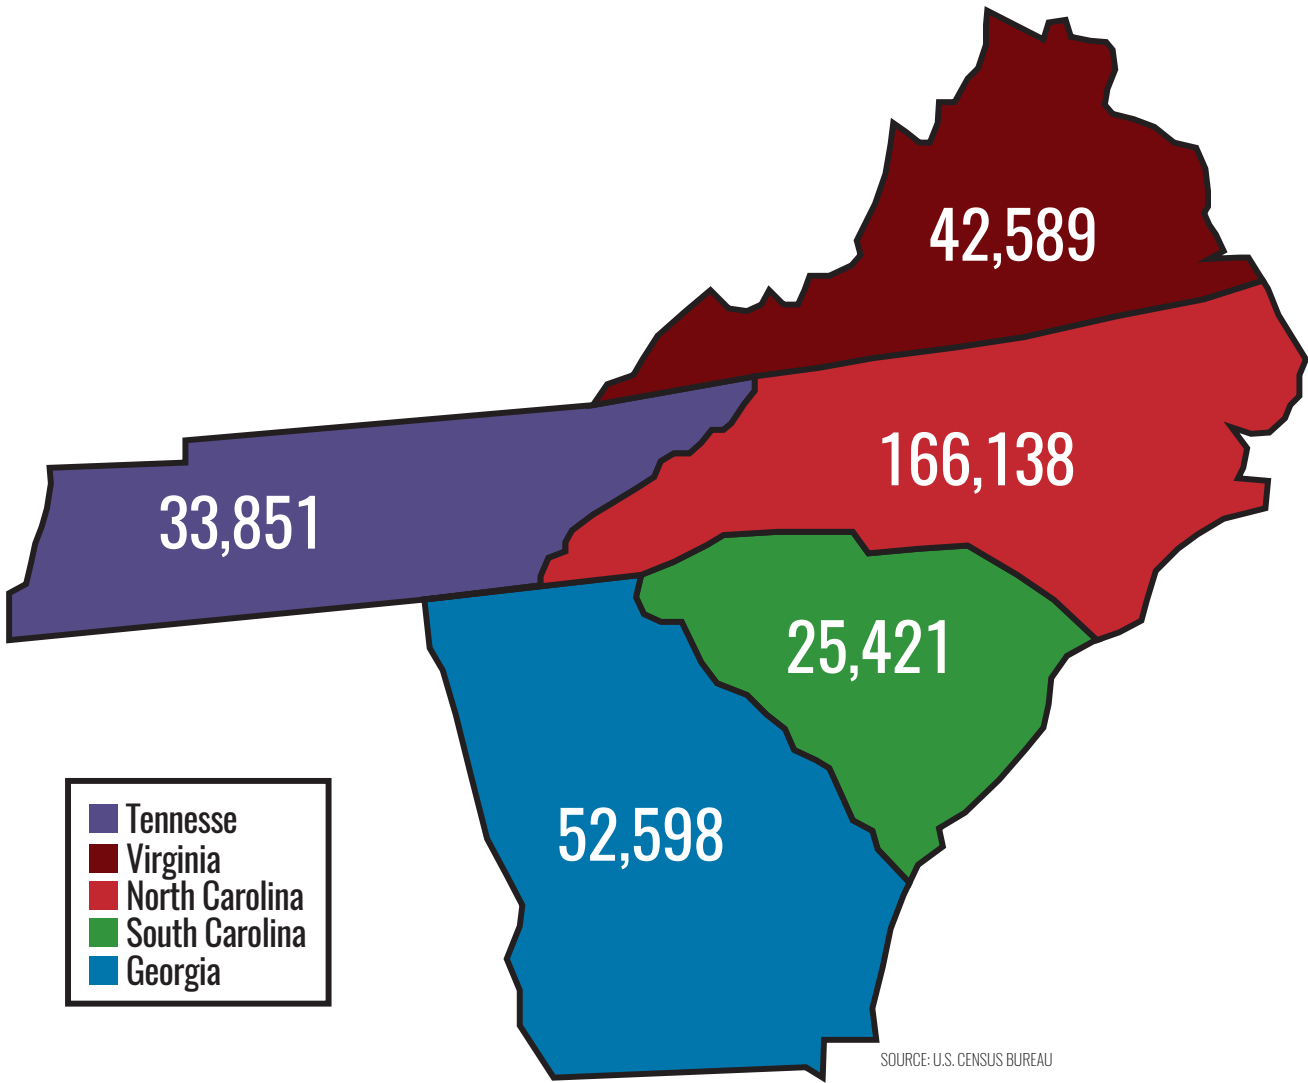 42,589
166,138
33,851
25,421
52,598
Tennesse
Virginia
North Carolina
South Carolina
Georgia
SOURCE: U.S. CENSUS BUREAU